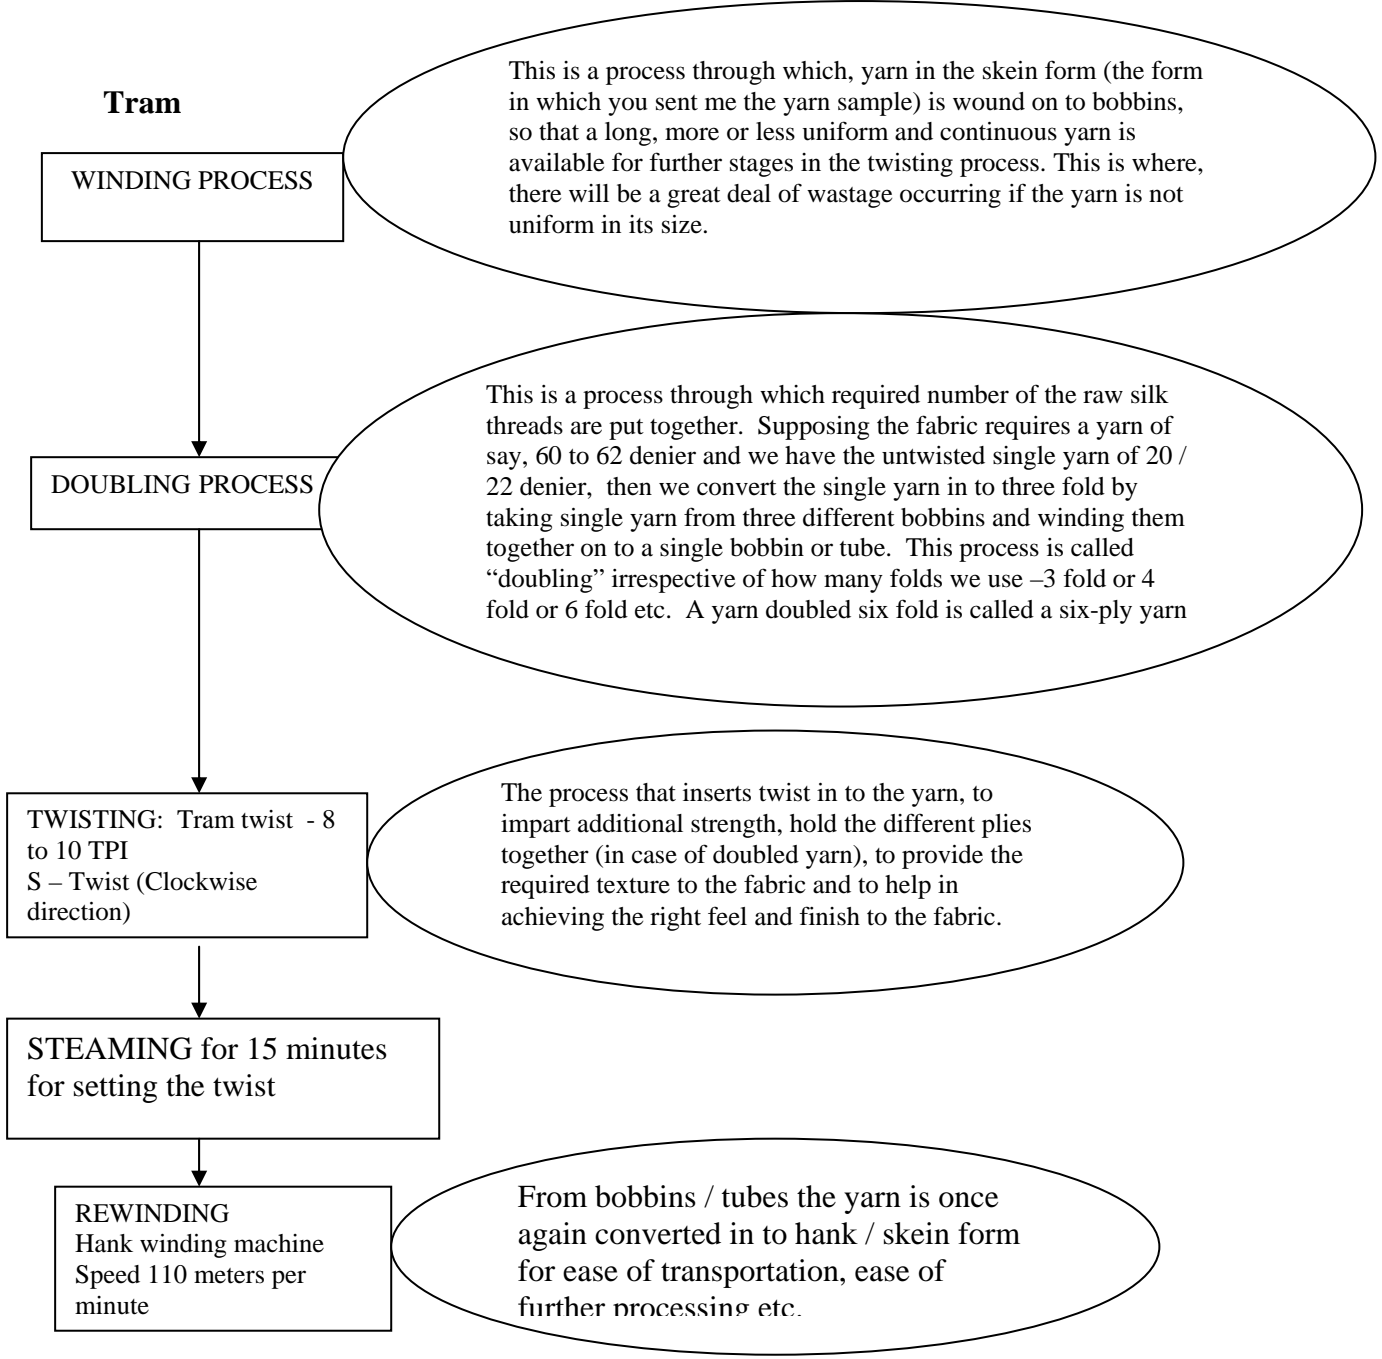 Tram
WINDING PROCESS
This is a process through which, yarn in the skein form (the form
in which you sent me the yarn sample) is wound on to bobbins,
so that a long, more or less uniform and continuous yarn is
available for further stages in the twisting process. This is where,
there will be a great deal of wastage occurring if the yarn is not
uniform in its size.
DOUBLING PROCESS
This is a process through which required number of the raw silk
threads are put together.  Supposing the fabric requires a yarn of
say, 60 to 62 denier and we have the untwisted single yarn of 20 /
22 denier,  then we convert the single yarn in to three fold by
taking single yarn from three different bobbins and winding them
together on to a single bobbin or tube.  This process is called
“doubling” irrespective of how many folds we use –3 fold or 4
fold or 6 fold etc.  A yarn doubled six fold is called a six-ply yarn
TWISTING:  Tram twist  - 8
to 10 TPI
S – Twist (Clockwise
direction)
The process that inserts twist in to the yarn, to
impart additional strength, hold the different plies
together (in case of doubled yarn), to provide the
required texture to the fabric and to help in
achieving the right feel and finish to the fabric.
STEAMING for 15 minutes
for setting the twist
REWINDING
Hank winding machine
Speed 110 meters per
minute
From bobbins / tubes the yarn is once
again converted in to hank / skein form
for ease of transportation, ease of
further processing etc.